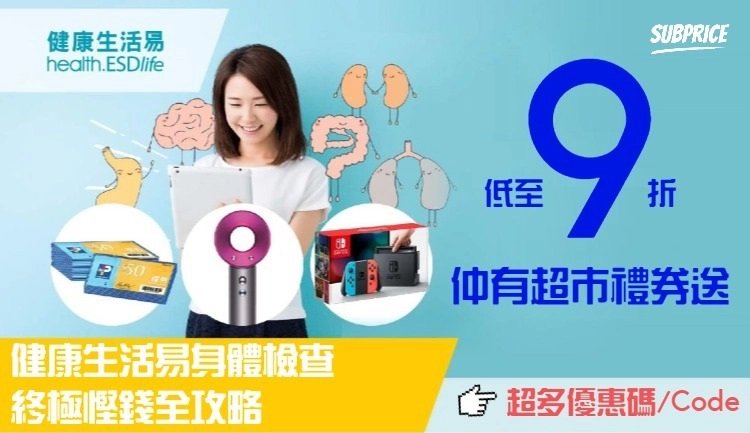 健康生活易
health.ESDlife
SUBPRICE
低至9折
仲有超市禮券送
50
50
健康生活易身體檢查
終極慳錢全攻略
超多優惠碼/Code